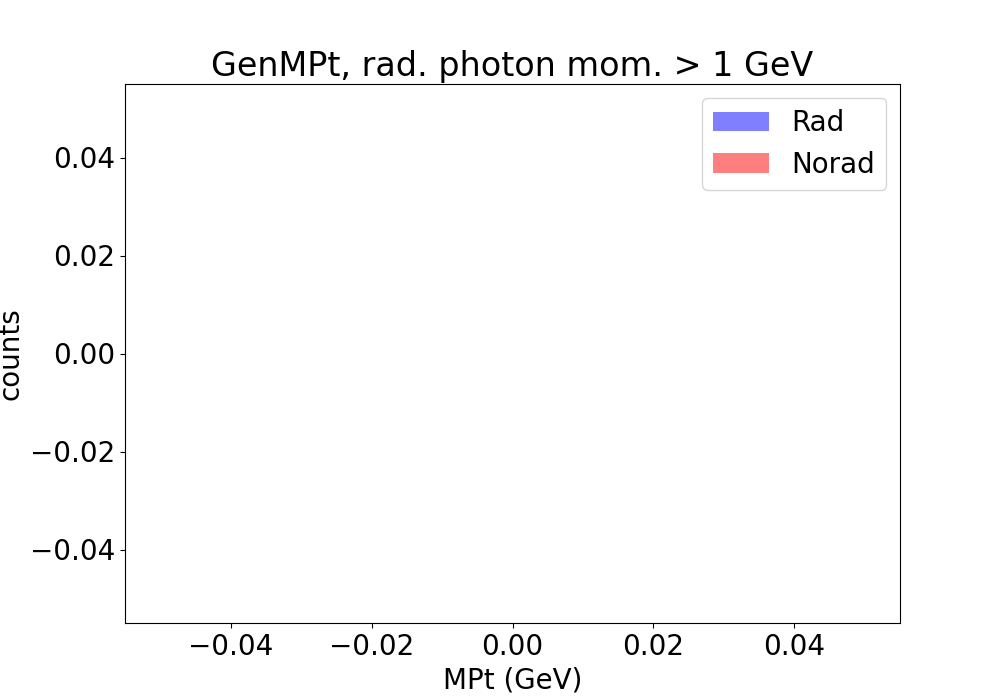 GenMPt, rad. photon mom. > 1 GeV
Rad
Norad
0.04
0.02
0.00
−0.02
−0.04
counts
−0.04 −0.02 0.00 0.02 0.04
MPt (GeV)